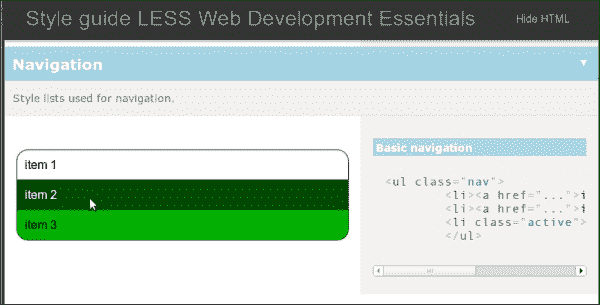 Style guide LESS Web Development Essentials
Hide HTML
Navigation
Style lists used for navigation.
item 1
item 2
item 3
Basic navigation
<ul class="nav">
<li><a href="...">i
<li><a href="...">i
<li class="active">
</ul>